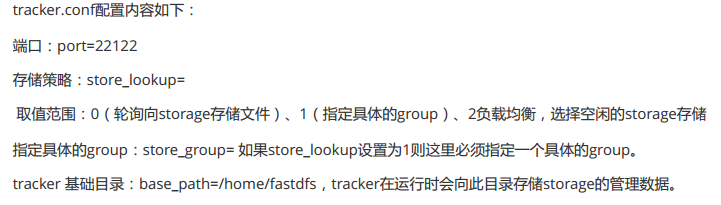 tracker.conf配置内容如下：
端口：port=22122
存储策略：store_lookup=
取值范围：0（轮询向storage存储文件）、1（指定具体的group）、2负载均衡，选择空闲的storage存储
指定具体的group：store_group= 如果store_lookup设置为1则这里必须指定一个具体的group。
tracker 基础目录：base_path=/home/fastdfs，tracker在运行时会向此目录存储storage的管理数据。